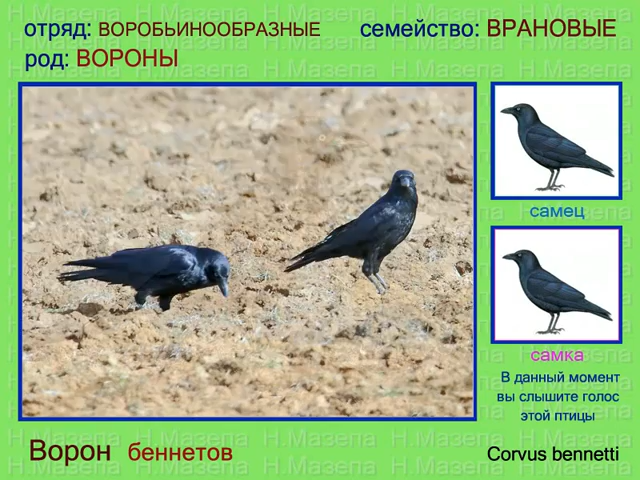 отряд: ВОРОБЬИНООБРАЗНЫЕ семейство: ВРАНОВЫЕ
род: ВОРОНЫ
самец
самка
В данный момент
вы слышите голос
этой птицы
Ворон беннетов
Corvus bennetti
Н.Мазепа